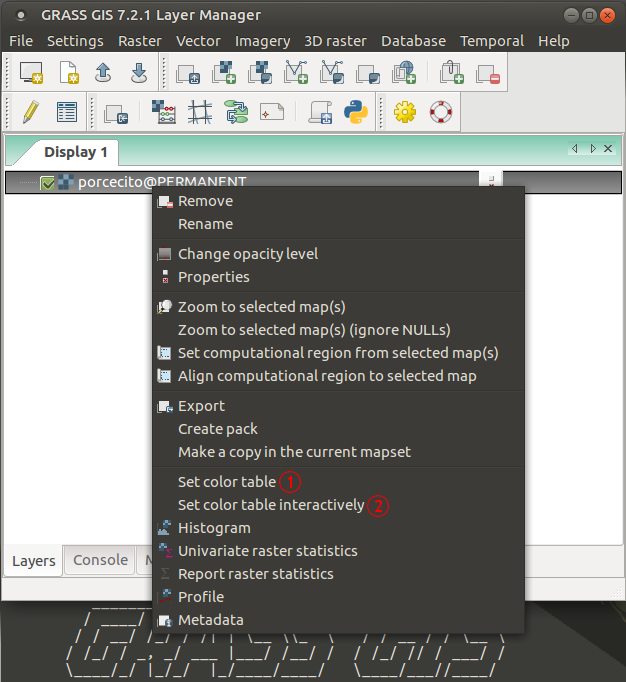 GRASS GIS 7.2.1 Layer Manager
File Settings Raster Vector Imagery 3D raster Database Temporal Help
Display 1
porcecito@PERMANENT
Remove
Rename
Change opacity level
Properties
Zoom to selected map(s)
Zoom to selected map(s) (ignore NULLs)
Set computational region from selected map(s)
Align computational region to selected map
Export
Create pack
Make a copy in the current mapset
Set color table 1
Set color table interactively 2
Histogram
Univariate raster statistics
Report raster statistics
Profile
Metadata
Layers Console